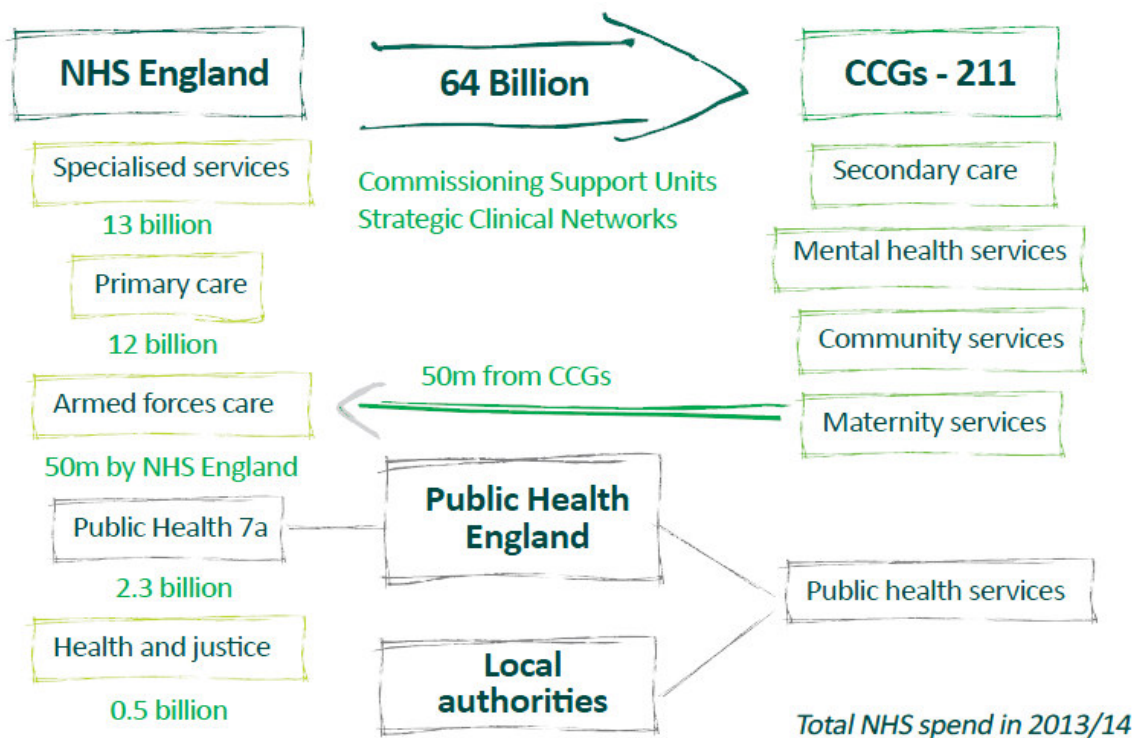 NHS England
64 Billion
CCGs - 211
Specialised services
13 billion
Commissioning Support Units
Strategic Clinical Networks
Secondary care
Primary care
12 billion
Mental health services
Community services
Armed forces care
50m by NHS England
50m from CCGs
Maternity services
Public Health 7a
2.3 billion
Public Health
England
Public health services
Health and justice
0.5 billion
Local
authorities
Total NHS spend in 2013/14